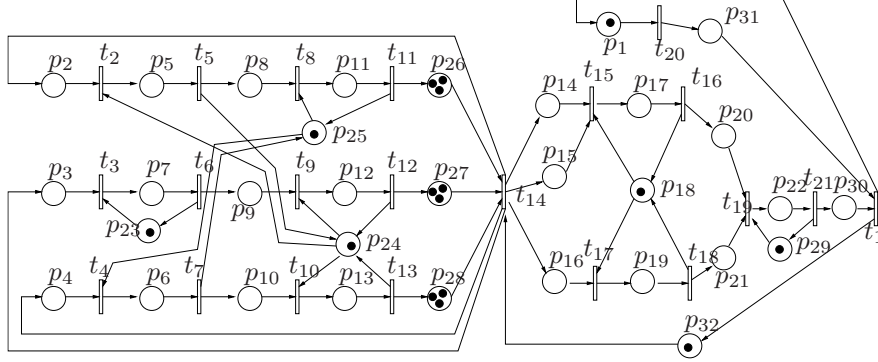 p1 t20 p31
p2 t2 p5 t5 p8 t8 p11 t11 p26 p14 t15 p17 t16
p25 p20
p15
p3 t3 p7 t6 p9 t9 p12 t12 p27 t14 p18 t19 p22 t21 p30
p23 p24 p29
p4 t4 p6 t7 p10 t10 p13 t13 p28 p16 t17 p19 t18 p21
p32